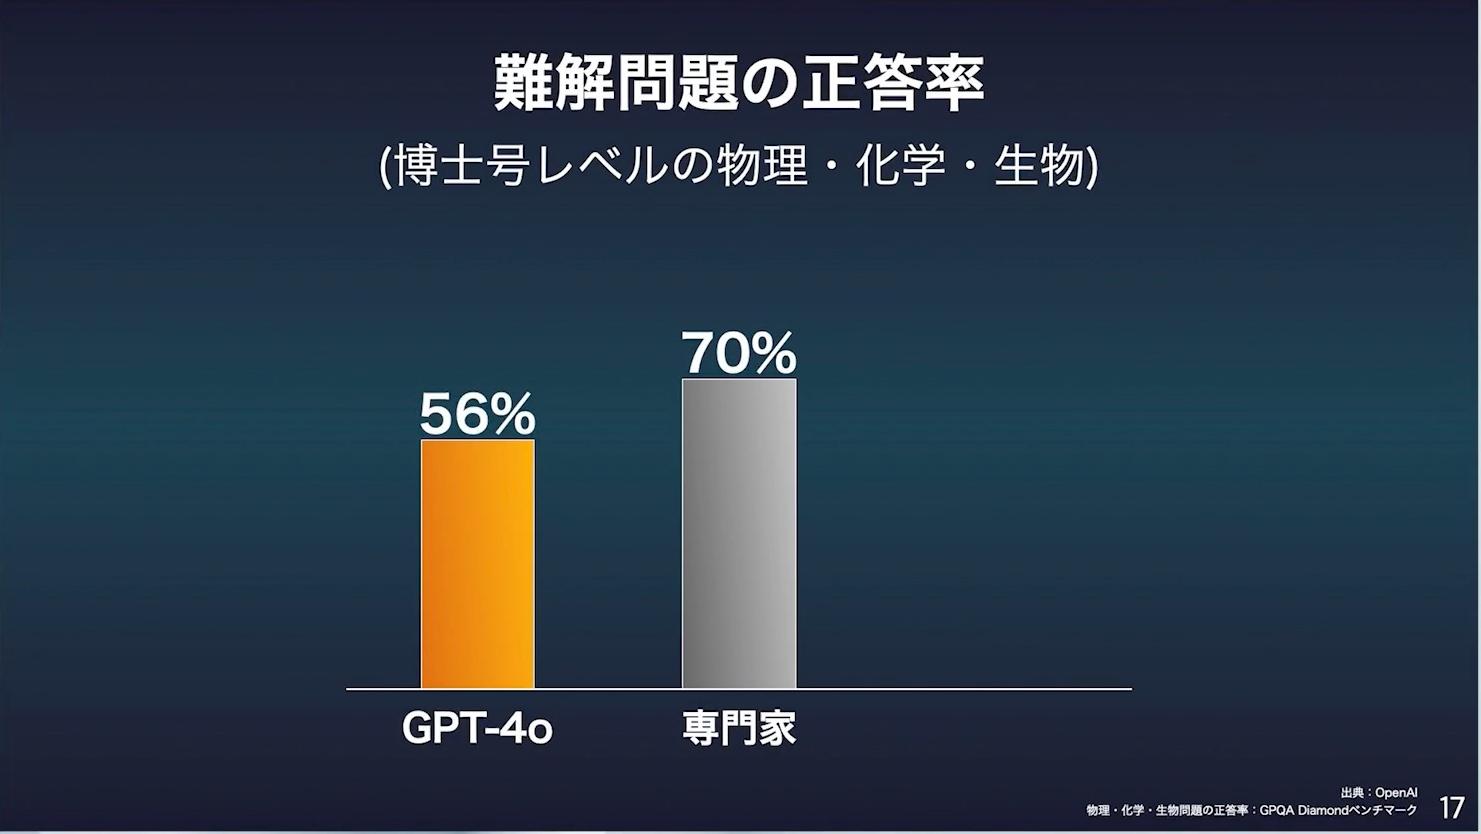 難解問題の正答率
(博士号レベルの物理・化学・生物)
56%
70%
GPT-4o
専門家
出典：OpenAI
物理・化学・生物問題の正答率：GPQA Diamondベンチマーク
17